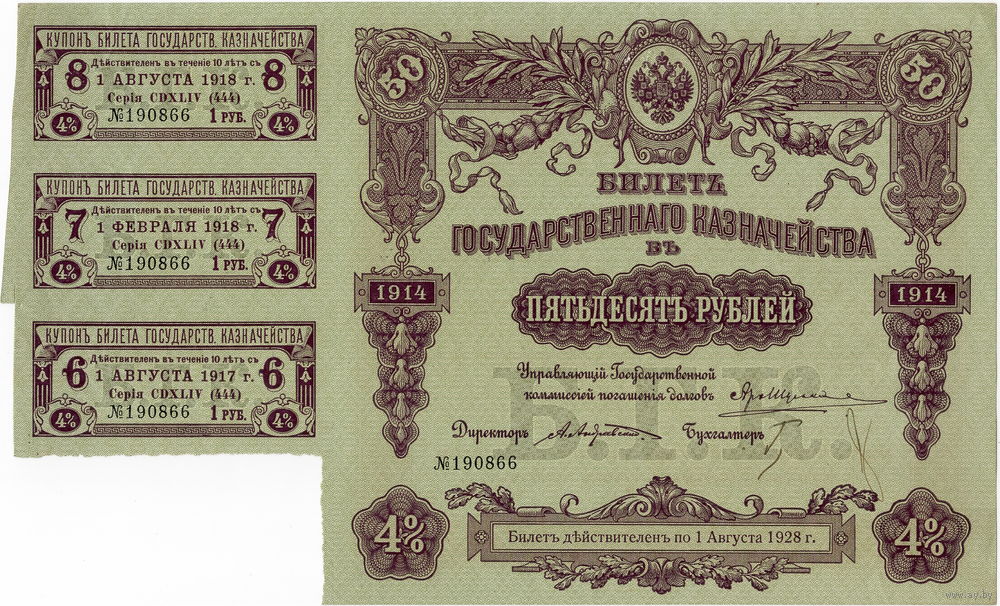 КУПОНЪ БИЛЕТА ГОСУДАРСТВ. КАЗНАЧЕЙСТВА
Дѣйствителенъ въ теченіе 10 лѣтъ съ
8 1 АВГУСТА 1918 г. 8
Серія CDXLIV (444)
№190866 1 РУБ.
4% 4%
КУПОНЪ БИЛЕТА ГОСУДАРСТВ. КАЗНАЧЕЙСТВА
Дѣйствителенъ въ теченіе 10 лѣтъ съ
7 1 ФЕВРАЛЯ 1918 г. 7
Серія CDXLIV (444)
№190866 1 РУБ.
4% 4%
КУПОНЪ БИЛЕТА ГОСУДАРСТВ. КАЗНАЧЕЙСТВА
Дѣйствителенъ въ теченіе 10 лѣтъ съ
6 1 АВГУСТА 1917 г. 6
Серія CDXLIV (444)
№190866 1 РУБ.
4% 4%
50 50
БИЛЕТЪ
ГОСУДАРСТВЕННАГО КАЗНАЧЕЙСТВА
ВЪ
1914 ПЯТЬДЕСЯТЪ РУБЛЕЙ 1914
Управляющій Государственной
коммиссіей погашенія долговъ
Директоръ Бухгалтеръ
Б.Г.К.
№190866
4% Билетъ дѣйствителенъ по 1 Августа 1928 г. 4%
www.ay.by